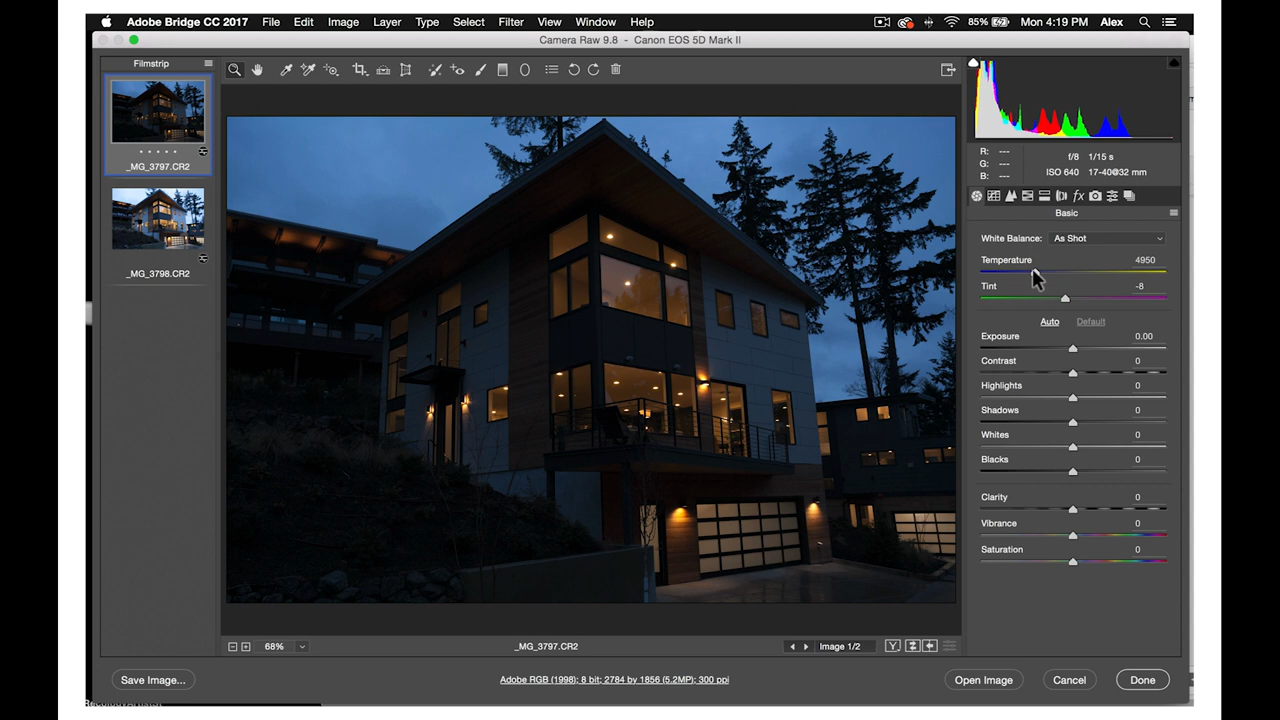 Adobe Bridge CC 2017 File Edit Image Layer Type Select Filter View Window Help 85% Mon 4:19 PM Alex
Camera Raw 9.8 - Canon EOS 5D Mark II
Filmstrip
_MG_3797.CR2
_MG_3798.CR2
R: ---
G: ---
B: ---
f/8 1/15 s
ISO 640 17-40@32 mm
fx
Basic
White Balance: As Shot
Temperature 4950
Tint -8
Auto Default
Exposure 0.00
Contrast 0
Highlights 0
Shadows 0
Whites 0
Blacks 0
Clarity 0
Vibrance 0
Saturation 0
68% _MG_3797.CR2 Image 1/2 Y
Save Image... Adobe RGB (1998); 8 bit; 2784 by 1856 (5.2MP); 300 ppi Open Image Cancel Done